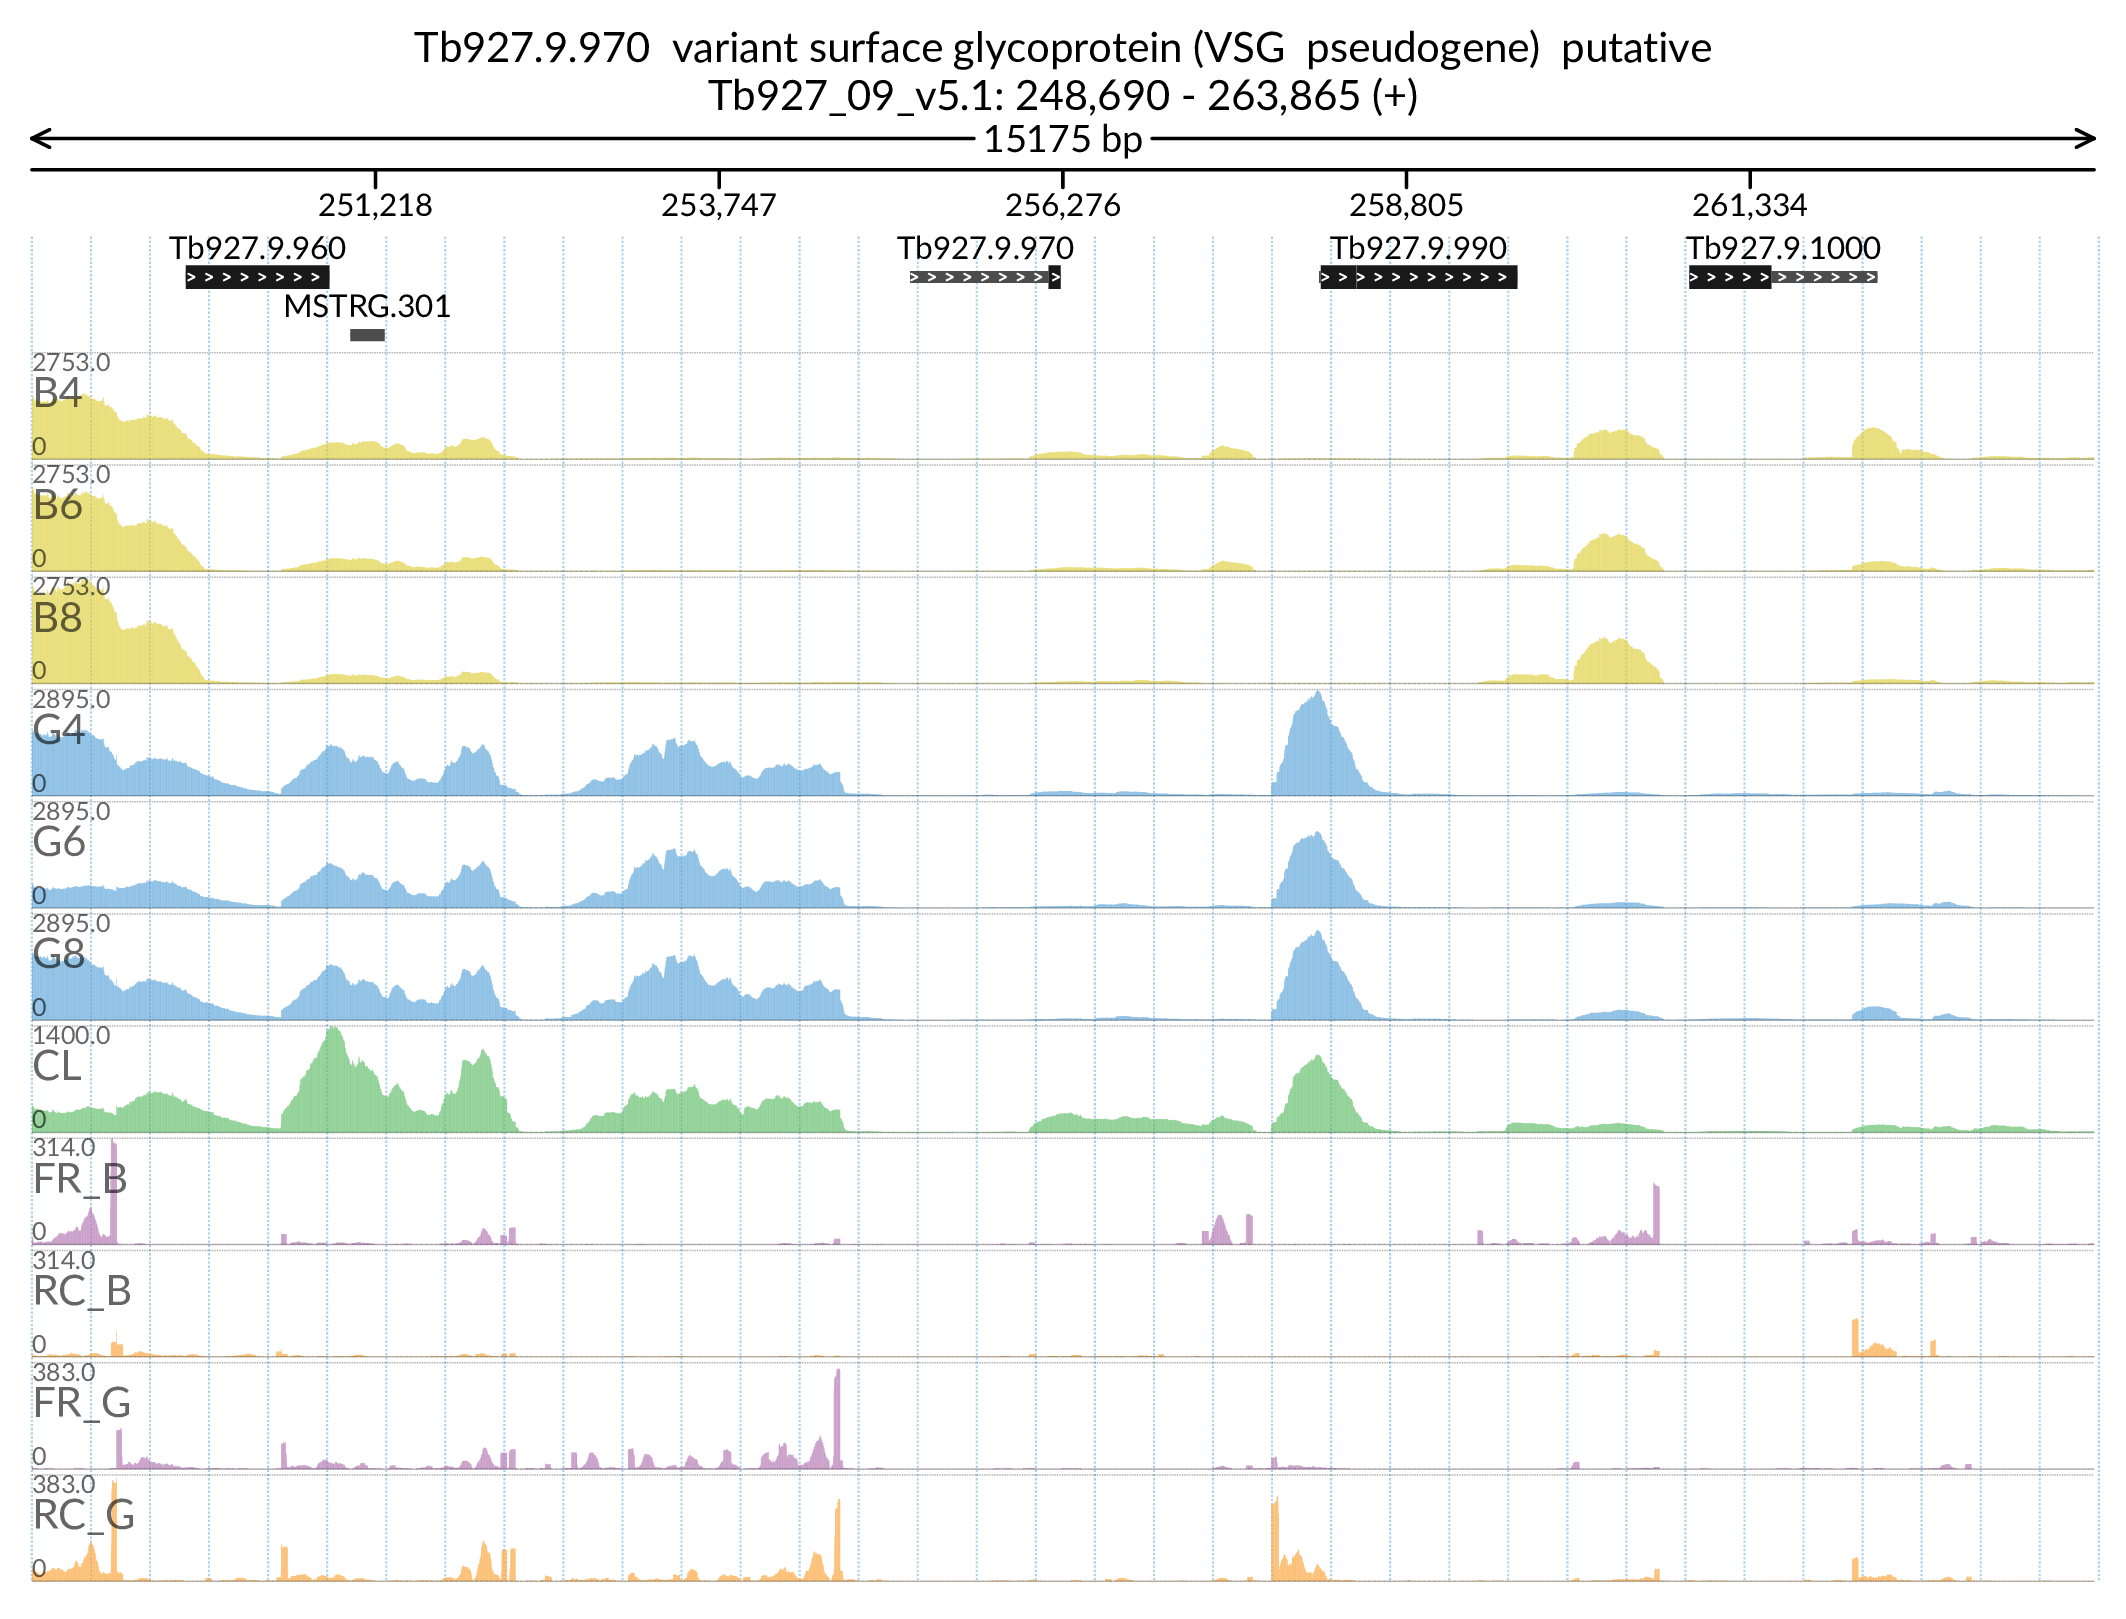 Tb927.9.970 variant surface glycoprotein (VSG pseudogene) putative
Tb927_09_v5.1: 248,690 - 263,865 (+)
15175 bp
251,218 253,747 256,276 258,805 261,334
Tb927.9.960 Tb927.9.970 Tb927.9.990 Tb927.9.1000
MSTRG.301
2753.0
B4
0
2753.0
B6
0
2753.0
B8
0
2895.0
G4
0
2895.0
G6
0
2895.0
G8
0
1400.0
CL
0
314.0
FR_B
0
314.0
RC_B
0
383.0
FR_G
0
383.0
RC_G
0